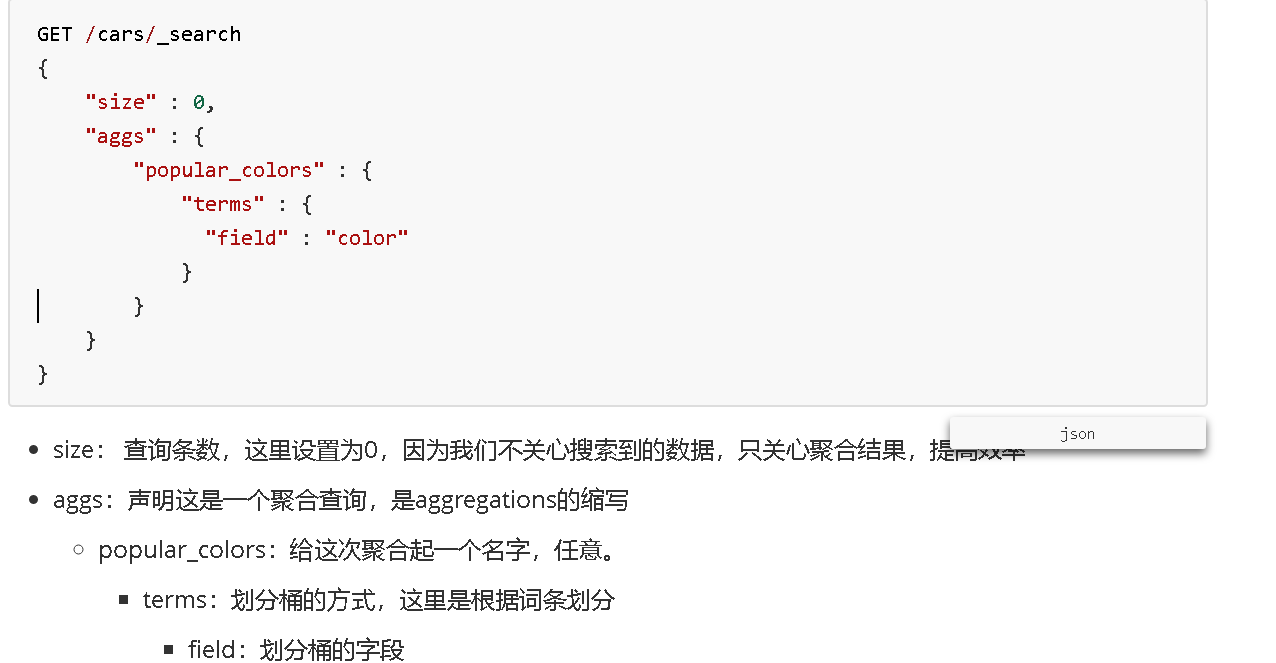 GET /cars/_search
{
    "size" : 0,
    "aggs" : {
        "popular_colors" : {
            "terms" : {
              "field" : "color"
            }
        }
    }
}
json
size： 查询条数，这里设置为0，因为我们不关心搜索到的数据，只关心聚合结果，提高效率
aggs：声明这是一个聚合查询，是aggregations的缩写
popular_colors：给这次聚合起一个名字，任意。
terms：划分桶的方式，这里是根据词条划分
field：划分桶的字段